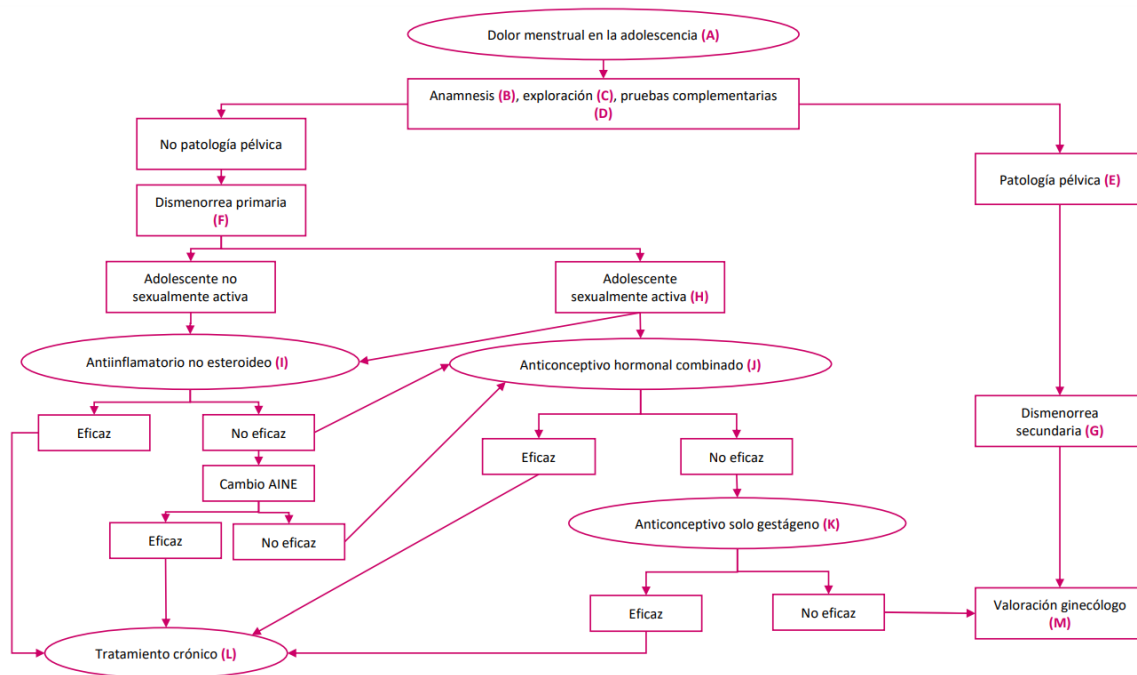 Dolor menstrual en la adolescencia (A)
Anamnesis (B), exploración (C), pruebas complementarias
(D)
No patología pélvica
Patología pélvica (E)
Dismenorrea primaria
(F)
Adolescente no
sexualmente activa
Adolescente
sexualmente activa (H)
Antiinflamatorio no esteroideo (I)
Anticonceptivo hormonal combinado (J)
Eficaz
No eficaz
Eficaz
No eficaz
Dismenorrea
secundaria (G)
Cambio AINE
Eficaz
No eficaz
Anticonceptivo solo gestágeno (K)
Eficaz
No eficaz
Valoración ginecólogo
(M)
Tratamiento crónico (L)